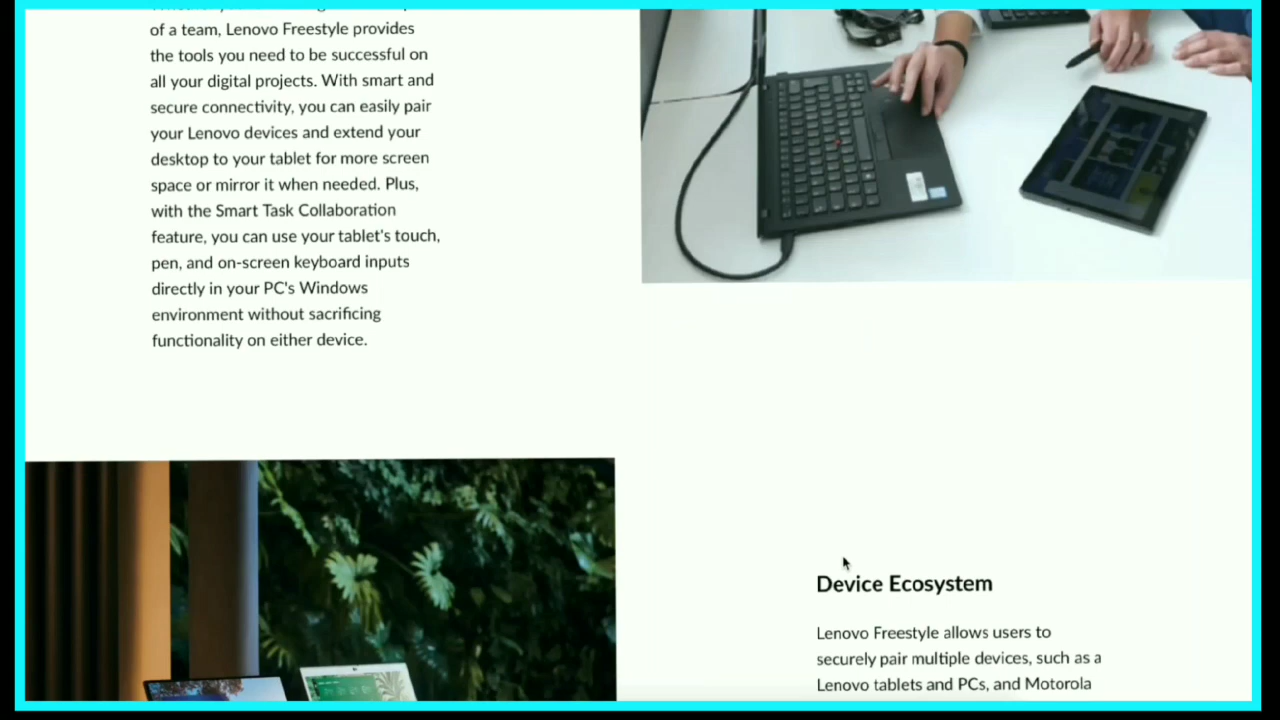 of a team, Lenovo Freestyle provides
the tools you need to be successful on
all your digital projects. With smart and
secure connectivity, you can easily pair
your Lenovo devices and extend your
desktop to your tablet for more screen
space or mirror it when needed. Plus,
with the Smart Task Collaboration
feature, you can use your tablet's touch,
pen, and on-screen keyboard inputs
directly in your PC's Windows
environment without sacrificing
functionality on either device.
Device Ecosystem
Lenovo Freestyle allows users to
securely pair multiple devices, such as a
Lenovo tablets and PCs, and Motorola